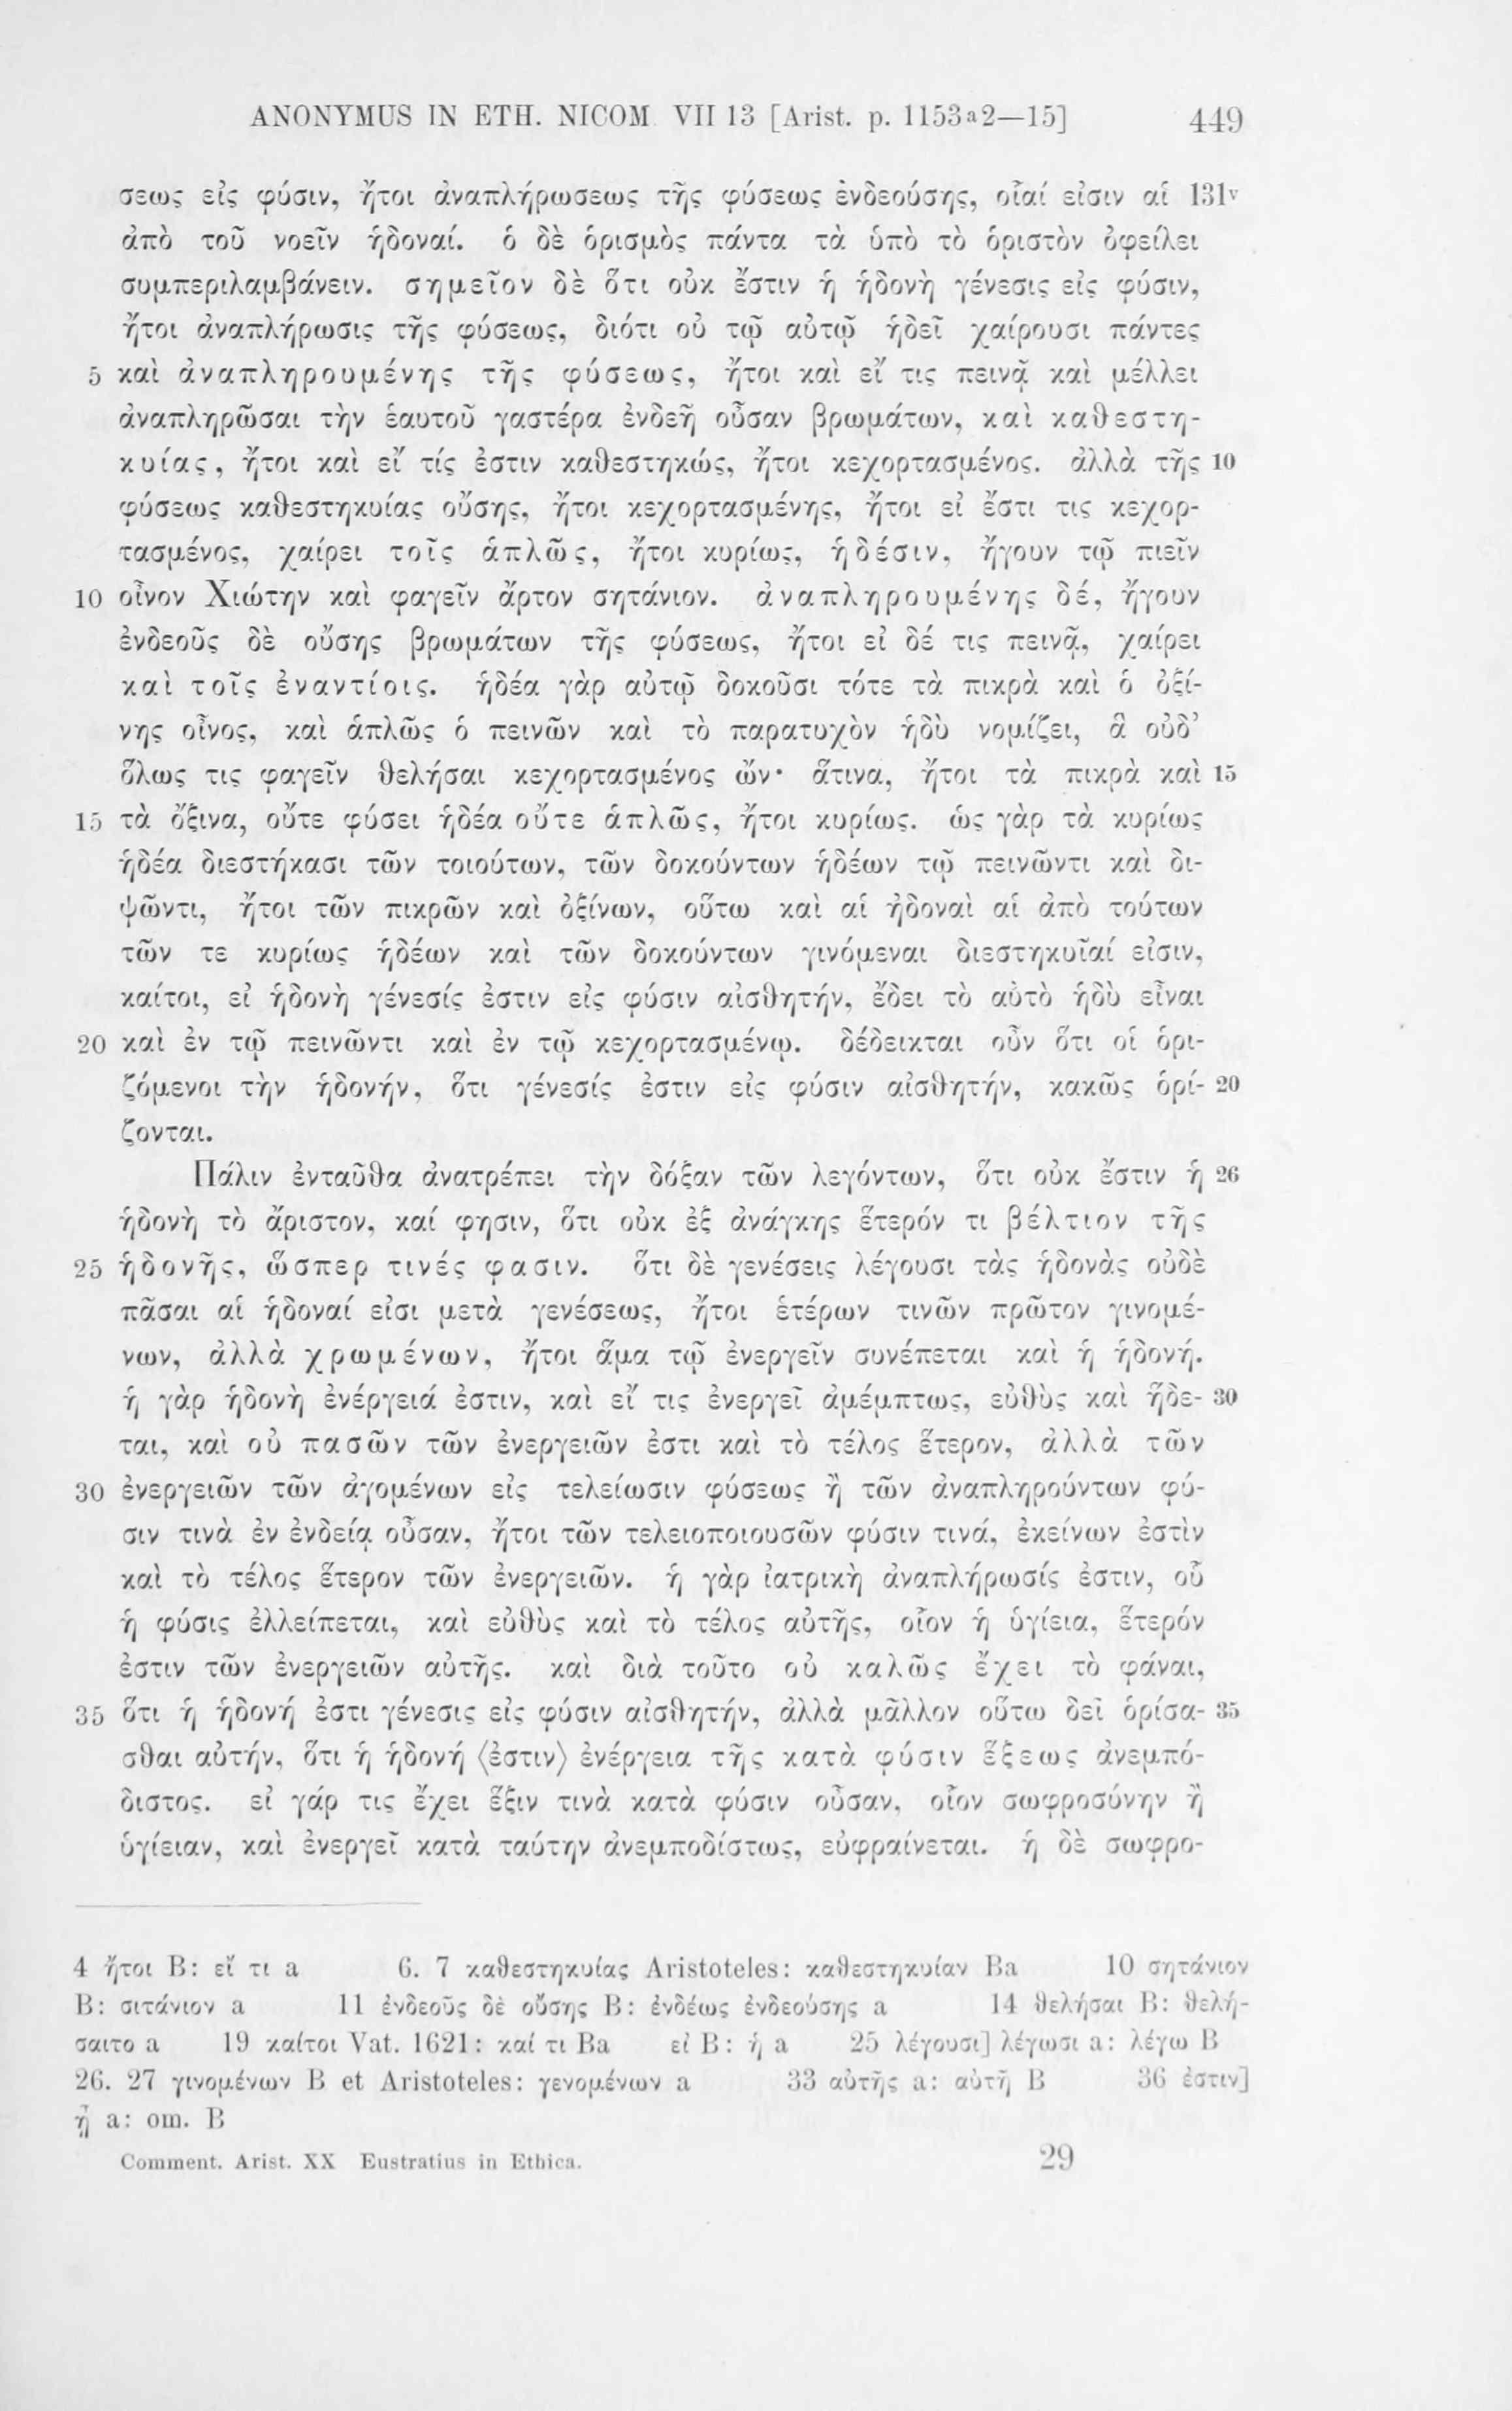 ANONYMUS IN ETH. NICOM VII 13 [Arist. p. 1153a2—15] 449
σεως εἰς φύσιν, ἤτοι ἀναπλήρωσεως τῆς φύσεως ἐνδεούσης, οἷαί εἰσιν αἱ 131v
ἀπὸ τοῦ νοεῖν ἡδοναί. ὁ δὲ ὁρισμὸς πάντα τὰ ὑπὸ τὸ ὁριστὸν ὀφείλει
συμπεριλαμβάνειν. σημεῖον δὲ ὅτι οὐκ ἔστιν ἡ ἡδονὴ γένεσις εἰς φύσιν,
ἤτοι ἀναπλήρωσις τῆς φύσεως, διότι οὐ τῷ αὐτῷ ἡδεῖ χαίρουσι πάντες
5 καὶ ἀναπληρουμένης τῆς φύσεως, ἤτοι καὶ εἴ τις πεινᾷ καὶ μέλλει
ἀναπληρῶσαι τὴν ἑαυτοῦ γαστέρα ἐνδεῆ οὖσαν βρωμάτων, καὶ καθεστη-
κυίας, ἤτοι καὶ εἴ τίς ἐστιν καθεστηκώς, ἤτοι κεχορτασμένος. ἀλλὰ τῆς 10
φύσεως καθεστηκυίας οὔσης, ἤτοι κεχορτασμένης, ἤτοι εἰ ἔστι τις κεχορ-
τασμένος, χαίρει τοῖς ἁπλῶς, ἤτοι κυρίως, ἡδέσιν, ἤγουν τῷ πιεῖν
10 οἶνον Χιώτην καὶ φαγεῖν ἄρτον σητάνιον. ἀναπληρουμένης δέ, ἤγουν
ἐνδεοῦς δὲ οὔσης βρωμάτων τῆς φύσεως, ἤτοι εἰ δέ τις πεινᾷ, χαίρει
καὶ τοῖς ἐναντίοις. ἡδέα γὰρ αὐτῷ δοκοῦσι τότε τὰ πικρὰ καὶ ὁ ὀξί-
νης οἶνος, καὶ ἁπλῶς ὁ πεινῶν καὶ τὸ παρατυχὸν ἡδὺ νομίζει, ἃ οὐδ’
ὅλως τις φαγεῖν θελήσαι κεχορτασμένος ὤν· ἅτινα, ἤτοι τὰ πικρὰ καὶ 15
15 τὰ ὄξινα, οὔτε φύσει ἡδέα οὔτε ἁπλῶς, ἤτοι κυρίως. ὡς γὰρ τὰ κυρίως
ἡδέα διεστήκασι τῶν τοιούτων, τῶν δοκούντων ἡδέων τῷ πεινῶντι καὶ δι-
ψῶντι, ἤτοι τῶν πικρῶν καὶ ὀξίνων, οὕτω καὶ αἱ ἡδοναὶ αἱ ἀπὸ τούτων
τῶν τε κυρίως ἡδέων καὶ τῶν δοκούντων γινόμεναι διεστηκυῖαί εἰσιν,
καίτοι, εἰ ἡδονὴ γένεσίς ἐστιν εἰς φύσιν αἰσθητήν, ἔδει τὸ αὐτὸ ἡδὺ εἶναι
20 καὶ ἐν τῷ πεινῶντι καὶ ἐν τῷ κεχορτασμένῳ. δέδεικται οὖν ὅτι οἱ ὁρι-
ζόμενοι τὴν ἡδονήν, ὅτι γένεσίς ἐστιν εἰς φύσιν αἰσθητήν, κακῶς ὁρί- 20
ζονται.
Πάλιν ἐνταῦθα ἀνατρέπει τὴν δόξαν τῶν λεγόντων, ὅτι οὐκ ἔστιν ἡ 26
ἡδονὴ τὸ ἄριστον, καί φησιν, ὅτι οὐκ ἐξ ἀνάγκης ἕτερόν τι βέλτιον τῆς
25 ἡδονῆς, ὥσπερ τινές φασιν. ὅτι δὲ γενέσεις λέγουσι τὰς ἡδονὰς οὐδὲ
πᾶσαι αἱ ἡδοναί εἰσι μετὰ γενέσεως, ἤτοι ἑτέρων τινῶν πρῶτον γινομέ-
νων, ἀλλὰ χρωμένων, ἤτοι ἅμα τῷ ἐνεργεῖν συνέπεται καὶ ἡ ἡδονή.
ἡ γὰρ ἡδονὴ ἐνέργειά ἐστιν, καὶ εἴ τις ἐνεργεῖ ἀμέμπτως, εὐθὺς καὶ ἥδε- 30
ται, καὶ οὐ πασῶν τῶν ἐνεργειῶν ἐστι καὶ τὸ τέλος ἕτερον, ἀλλὰ τῶν
30 ἐνεργειῶν τῶν ἀγομένων εἰς τελείωσιν φύσεως ἢ τῶν ἀναπληρούντων φύ-
σιν τινὰ ἐν ἐνδείᾳ οὖσαν, ἤτοι τῶν τελειοποιουσῶν φύσιν τινά, ἐκείνων ἐστὶν
καὶ τὸ τέλος ἕτερον τῶν ἐνεργειῶν. ἡ γὰρ ἰατρικὴ ἀναπλήρωσίς ἐστιν, οὗ
ἡ φύσις ἐλλείπεται, καὶ εὐθὺς καὶ τὸ τέλος αὐτῆς, οἷον ἡ ὑγίεια, ἕτερόν
ἐστιν τῶν ἐνεργειῶν αὐτῆς. καὶ διὰ τοῦτο οὐ καλῶς ἔχει τὸ φάναι,
35 ὅτι ἡ ἡδονή ἐστι γένεσις εἰς φύσιν αἰσθητήν, ἀλλὰ μᾶλλον οὕτω δεῖ ὁρίσα- 35
σθαι αὐτήν, ὅτι ἡ ἡδονή ⟨ἐστιν⟩ ἐνέργεια τῆς κατὰ φύσιν ἕξεως ἀνεμπό-
διστος. εἰ γάρ τις ἔχει ἕξιν τινὰ κατὰ φύσιν οὖσαν, οἷον σωφροσύνην ἢ
ὑγίειαν, καὶ ἐνεργεῖ κατὰ ταύτην ἀνεμποδίστως, εὐφραίνεται. ἡ δὲ σωφρο-
4 ἤτοι B: εἴ τι a 6. 7 καθεστηκυίας Aristoteles: καθεστηκυίαν Ba 10 σητάνιον
B: σιτάνιον a 11 ἐνδεοῦς δὲ οὔσης B: ἐνδέως ἐνδεούσης a 14 θελήσαι B: θελή-
σαιτο a 19 καίτοι Vat. 1621: καί τι Ba εἰ B: ἡ a 25 λέγουσι] λέγωσι a: λέγω B
26. 27 γινομένων B et Aristoteles: γενομένων a 33 αὐτῆς a: αὐτῇ B 36 ἐστιν]
ᾖ a: om. B
Comment. Arist. XX Eustratius in Ethica. 29